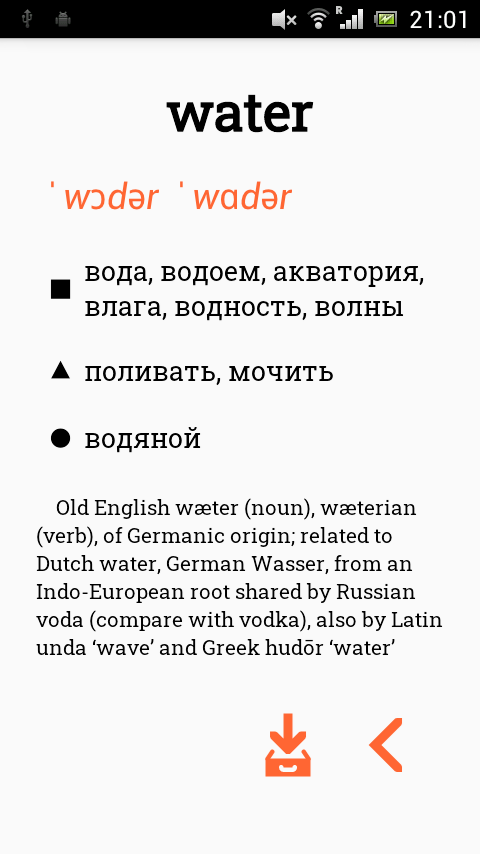 R
21:01
water
ˈwɔdər ˈwɑdər
вода, водоем, акватория,
влага, водность, волны
поливать, мочить
водяной
Old English wæter (noun), wæterian
(verb), of Germanic origin; related to
Dutch water, German Wasser, from an
Indo-European root shared by Russian
voda (compare with vodka), also by Latin
unda ‘wave’ and Greek hudōr ‘water’